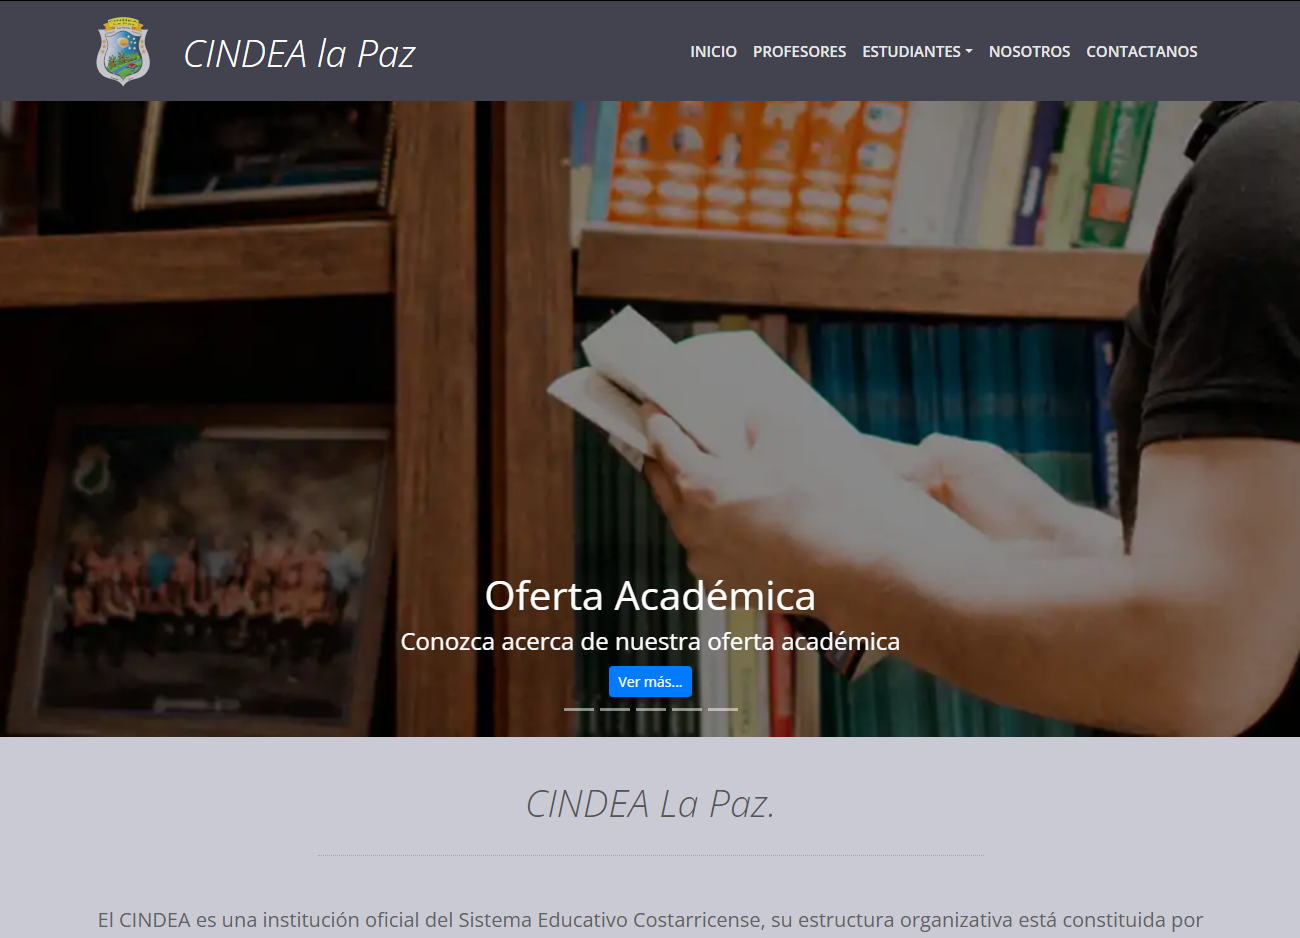 CINDEA la Paz
INICIO PROFESORES ESTUDIANTES NOSOTROS CONTACTANOS
Oferta Académica
Conozca acerca de nuestra oferta académica
Ver más...
CINDEA La Paz.
El CINDEA es una institución oficial del Sistema Educativo Costarricense, su estructura organizativa está constituida por